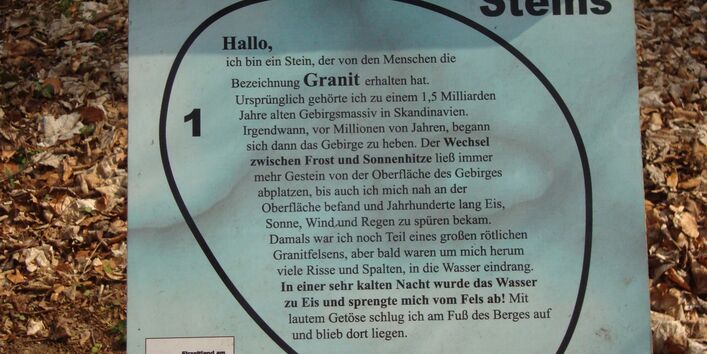 Steins
Hallo,
ich bin ein Stein, der von den Menschen die
Bezeichnung Granit erhalten hat.
Ursprünglich gehörte ich zu einem 1,5 Milliarden
Jahre alten Gebirgsmassiv in Skandinavien.
Irgendwann, vor Millionen von Jahren, begann
1
sich dann das Gebirge zu heben. Der Wechsel
zwischen Frost und Sonnenhitze ließ immer
mehr Gestein von der Oberfläche des Gebirges
abplatzen, bis auch ich mich nah an der
Oberfläche befand und Jahrhunderte lang Eis,
Sonne, Wind und Regen zu spüren bekam.
Damals war ich noch Teil eines großen rötlichen
Granitfelsens, aber bald waren um mich herum
viele Risse und Spalten, in die Wasser eindrang.
In einer sehr kalten Nacht wurde das Wasser
zu Eis und sprengte mich vom Fels ab! Mit
lautem Getöse schlug ich am Fuß des Berges auf
und blieb dort liegen.